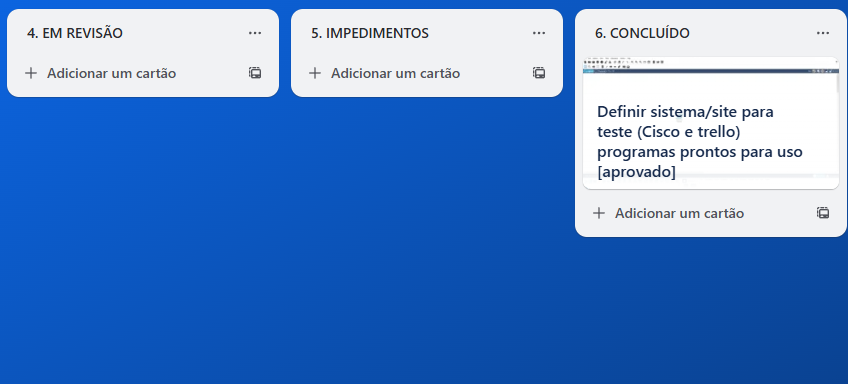 4. EM REVISÃO
Adicionar um cartão
5. IMPEDIMENTOS
Adicionar um cartão
6. CONCLUÍDO
Definir sistema/site para
teste (Cisco e trello)
programas prontos para uso
[aprovado]
Adicionar um cartão